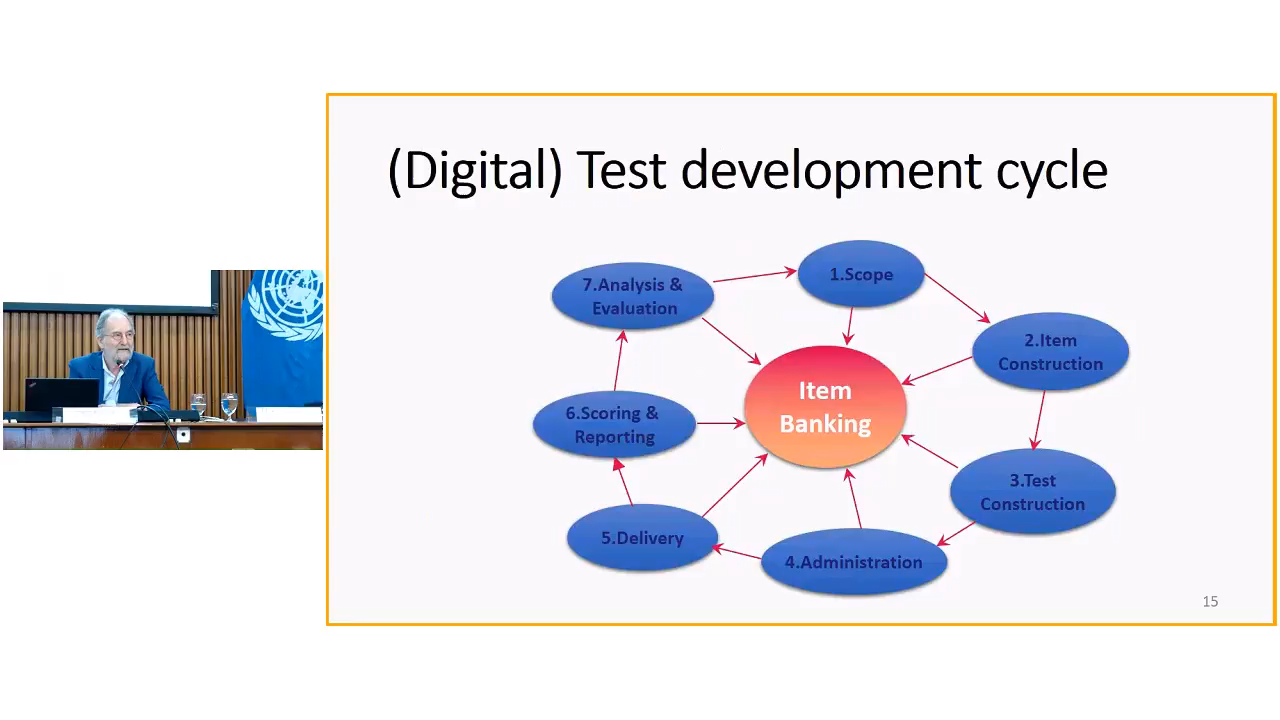 (Digital) Test development cycle
1.Scope
2.Item
Construction
3.Test
Construction
4.Administration
5.Delivery
6.Scoring &
Reporting
7.Analysis &
Evaluation
Item
Banking
15